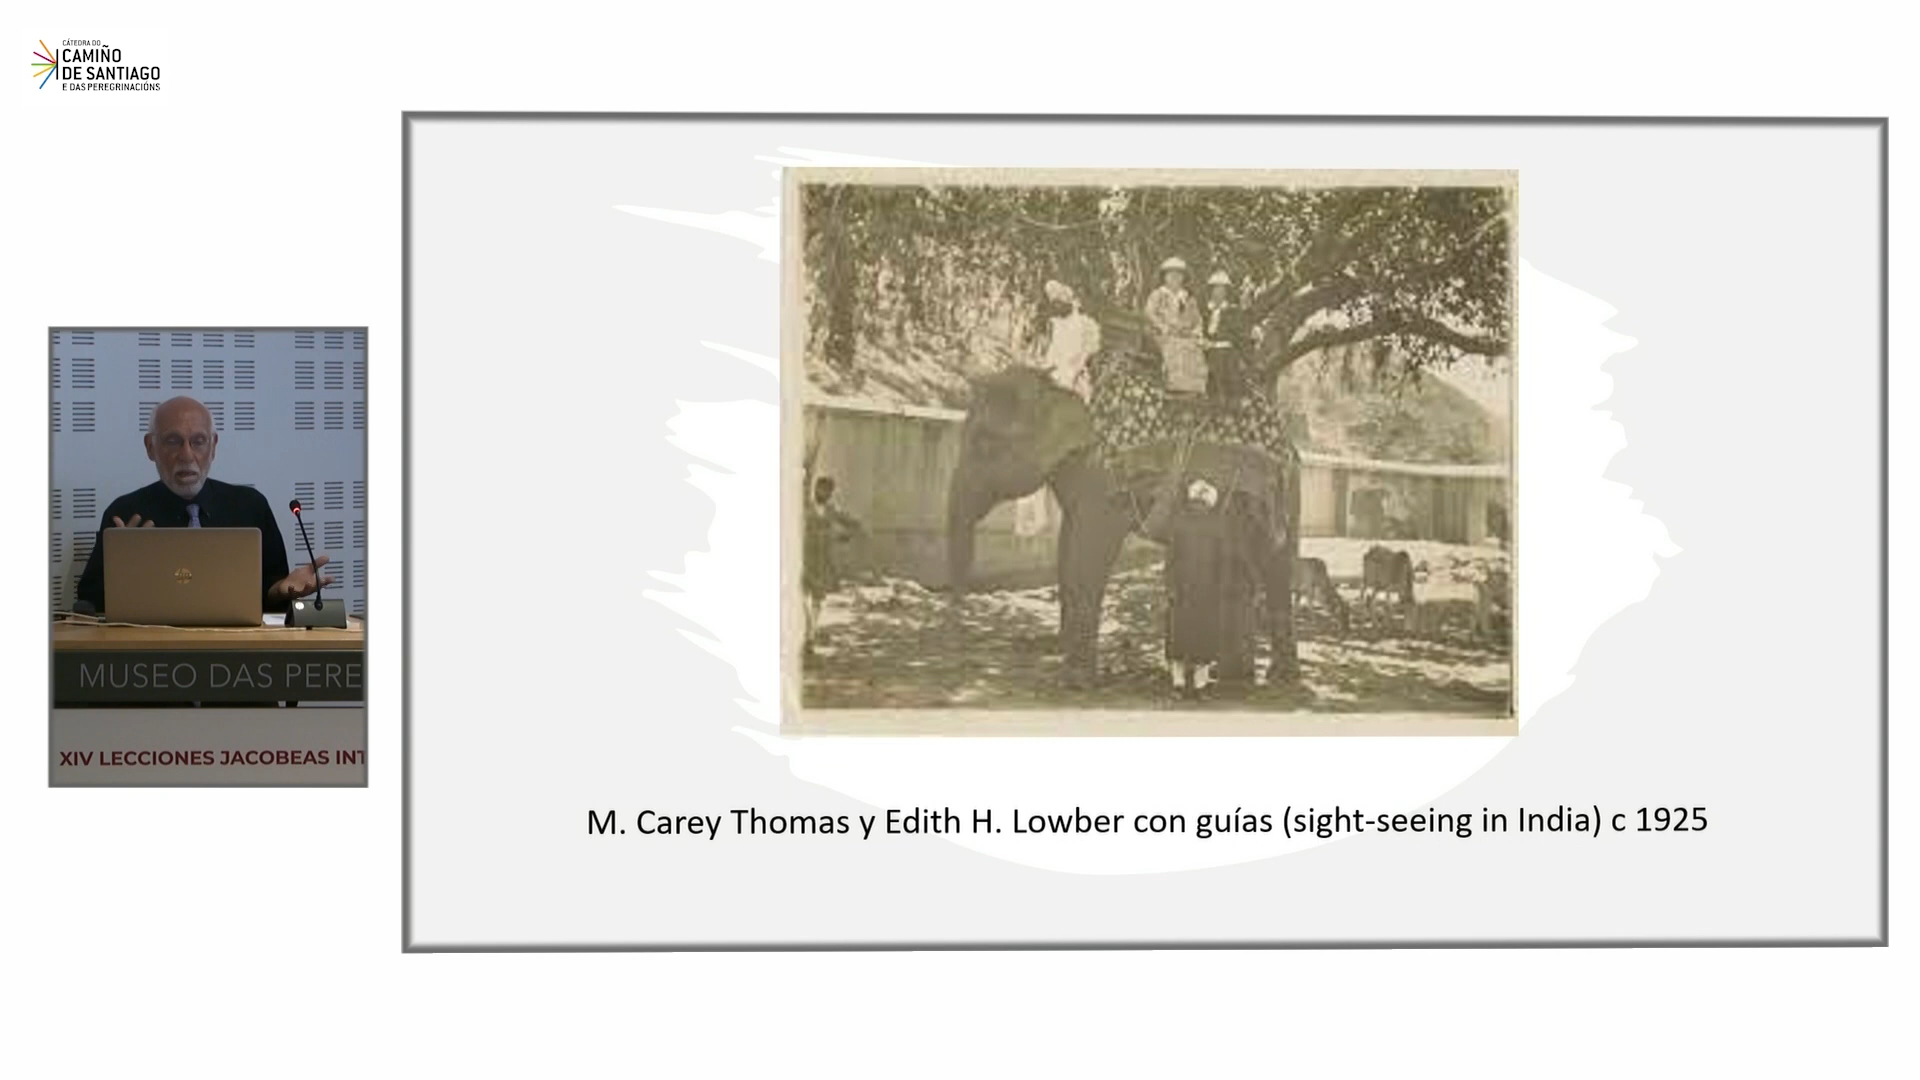 CÁTEDRA DO
CAMIÑO
DE SANTIAGO
E DAS PEREGRINACIÓNS
M. Carey Thomas y Edith H. Lowber con guías (sight-seeing in India) c 1925
MUSEO DAS PERE
XIV LECCIONES JACOBEAS INT